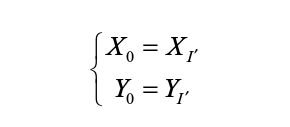 X₀ = X_I′
Y₀ = Y_I′